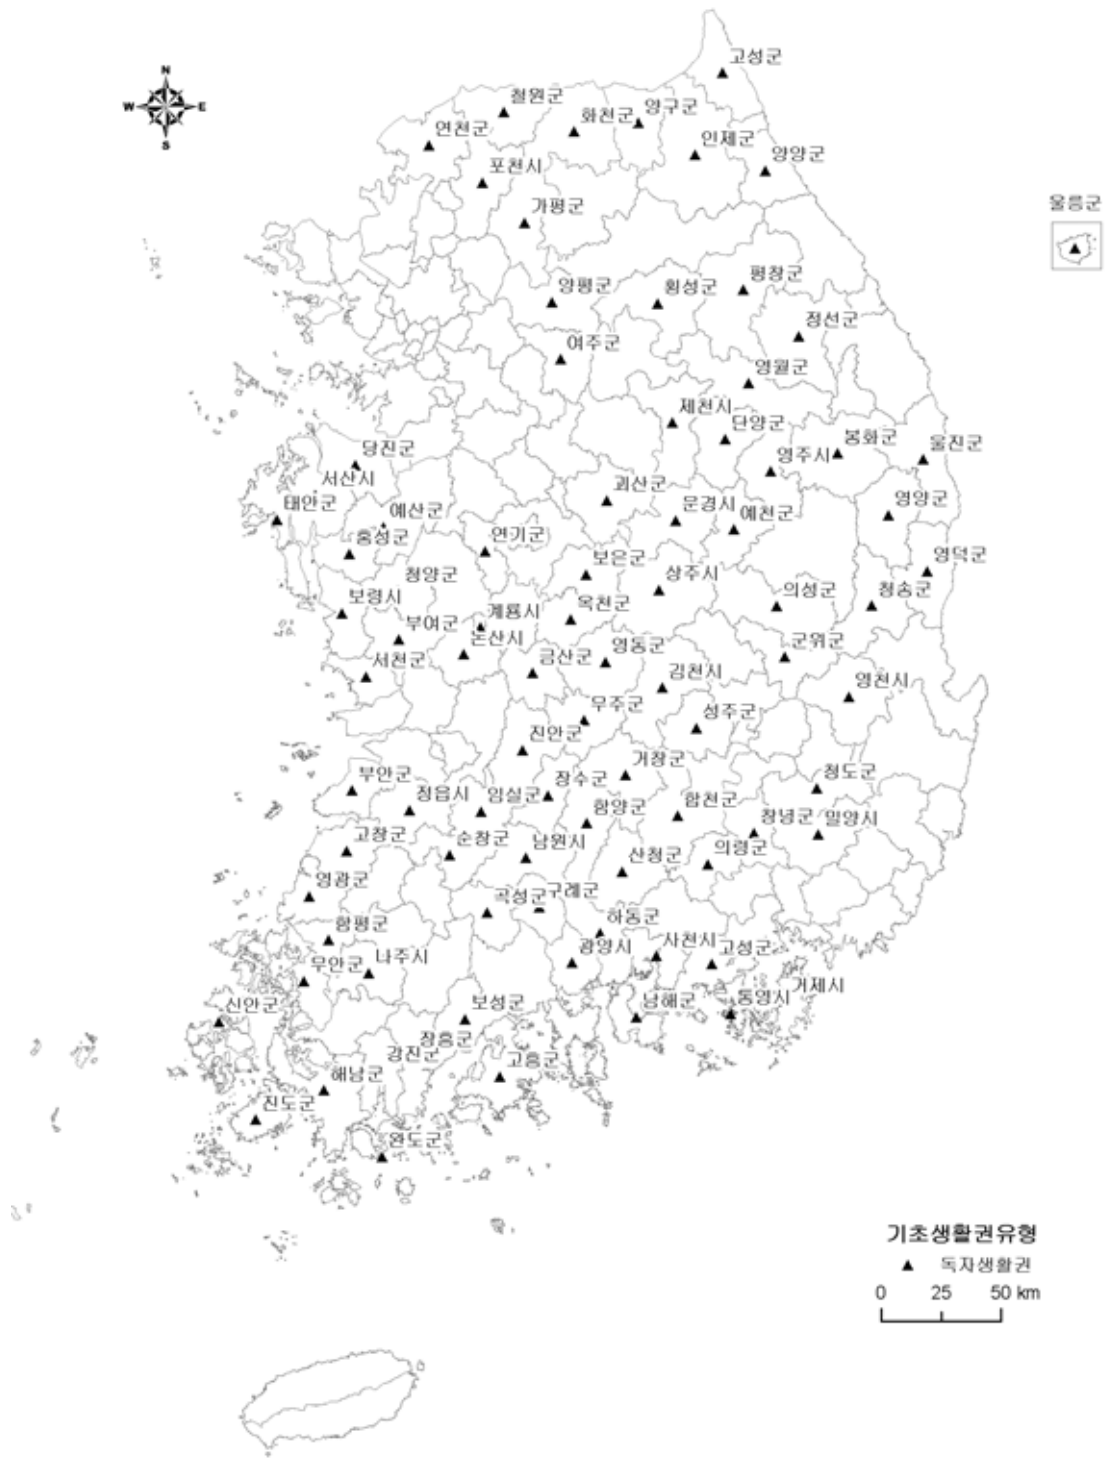 고성군
철원군
화천군
양구군
연천군
인제군
포천시
양양군
가평군
울릉군
평창군
양평군
횡성군
정선군
여주군
영월군
제천시
단양군
봉화군
울진군
당진군
영주시
서산시
괴산군
문경시
영양군
태안군
예산군
예천군
홍성군
연기군
보은군
영덕군
청양군
상주시
의성군
청송군
보령시
계룡시
옥천군
부여군
논산시
군위군
서천군
금산군
영동군
김천시
영천시
무주군
성주군
진안군
거창군
청도군
부안군
정읍시
임실군
장수군
함양군
합천군
창녕군
밀양시
고창군
순창군
남원시
산청군
의령군
영광군
곡성군
구례군
함평군
하동군
광양시
사천시
고성군
무안군
나주시
거제시
신안군
보성군
남해군
통영시
장흥군
강진군
고흥군
해남군
진도군
완도군
N
W
E
S
기초생활권유형
독자생활권
0 25 50 km